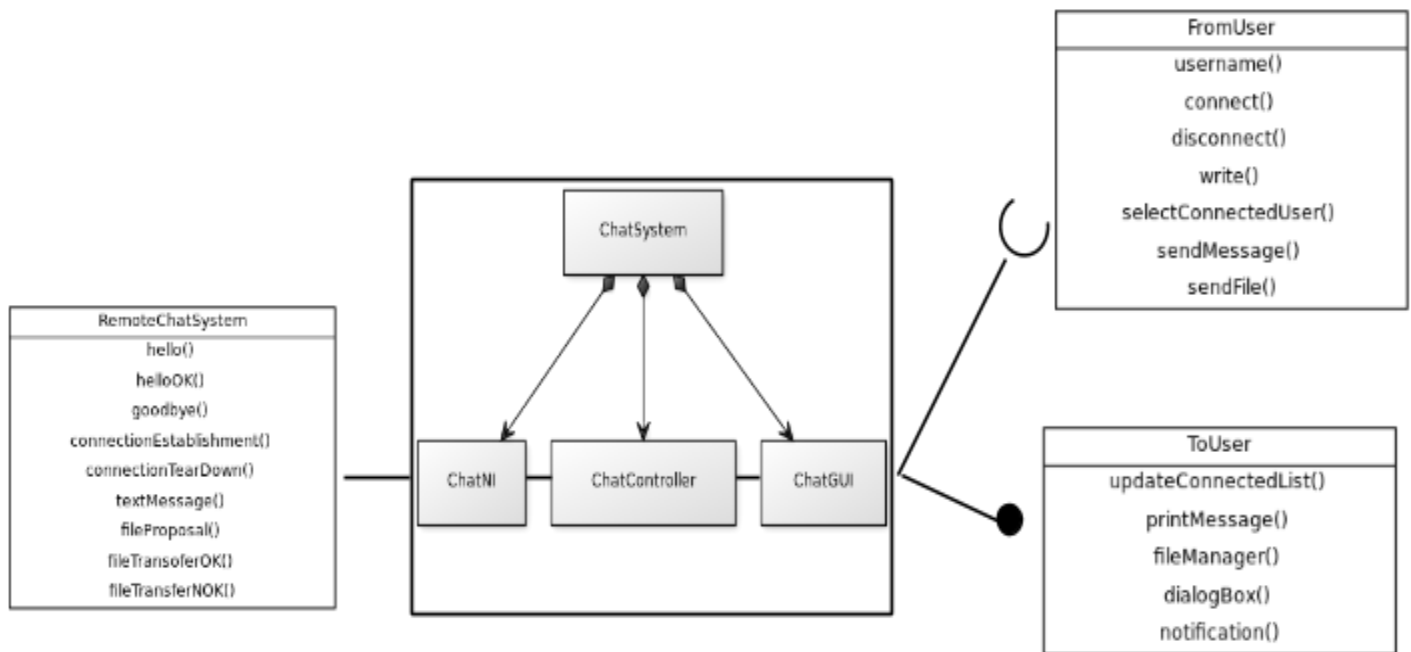 FromUser
username()
connect()
disconnect()
write()
selectConnectedUser()
sendMessage()
sendFile()
ChatSystem
RemoteChatSystem
hello()
helloOK()
goodbye()
connectionEstablishment()
connectionTearDown()
textMessage()
fileProposal()
fileTransoferOK()
fileTransferNOK()
ChatNI
ChatController
ChatGUI
ToUser
updateConnectedList()
printMessage()
fileManager()
dialogBox()
notification()